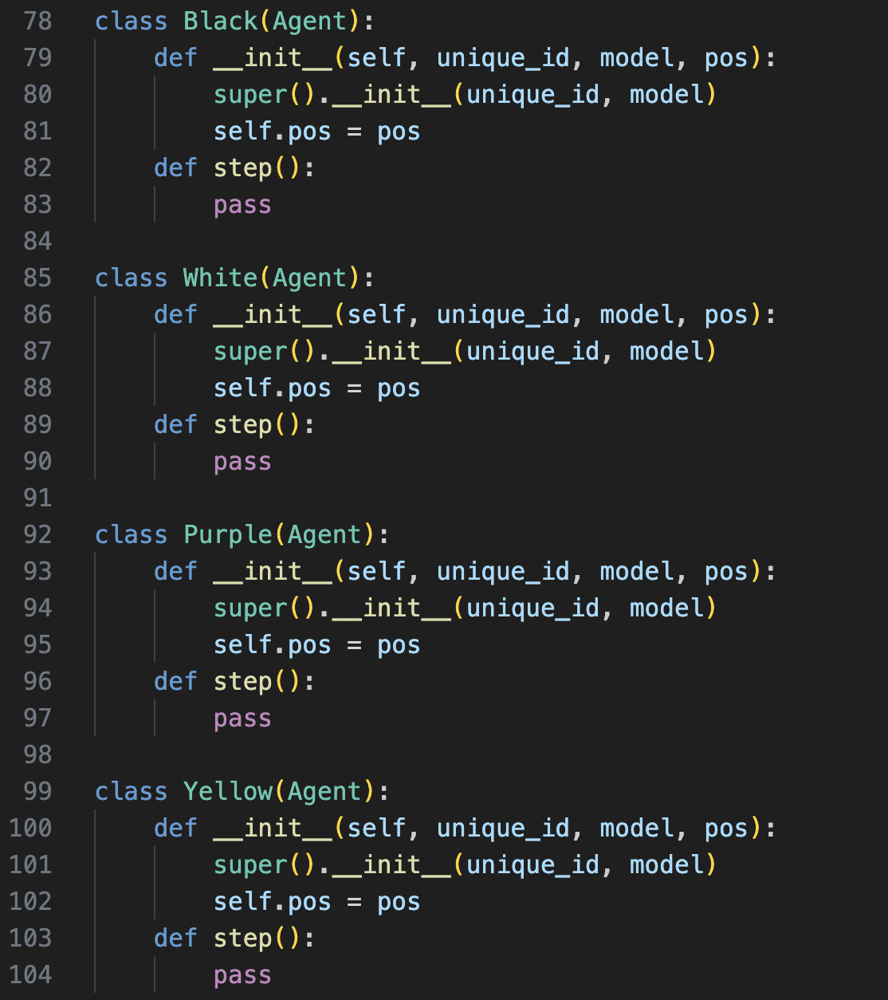 78 class Black(Agent):
79     def __init__(self, unique_id, model, pos):
80         super().__init__(unique_id, model)
81         self.pos = pos
82     def step():
83         pass
84
85 class White(Agent):
86     def __init__(self, unique_id, model, pos):
87         super().__init__(unique_id, model)
88         self.pos = pos
89     def step():
90         pass
91
92 class Purple(Agent):
93     def __init__(self, unique_id, model, pos):
94         super().__init__(unique_id, model)
95         self.pos = pos
96     def step():
97         pass
98
99 class Yellow(Agent):
100     def __init__(self, unique_id, model, pos):
101         super().__init__(unique_id, model)
102         self.pos = pos
103     def step():
104         pass